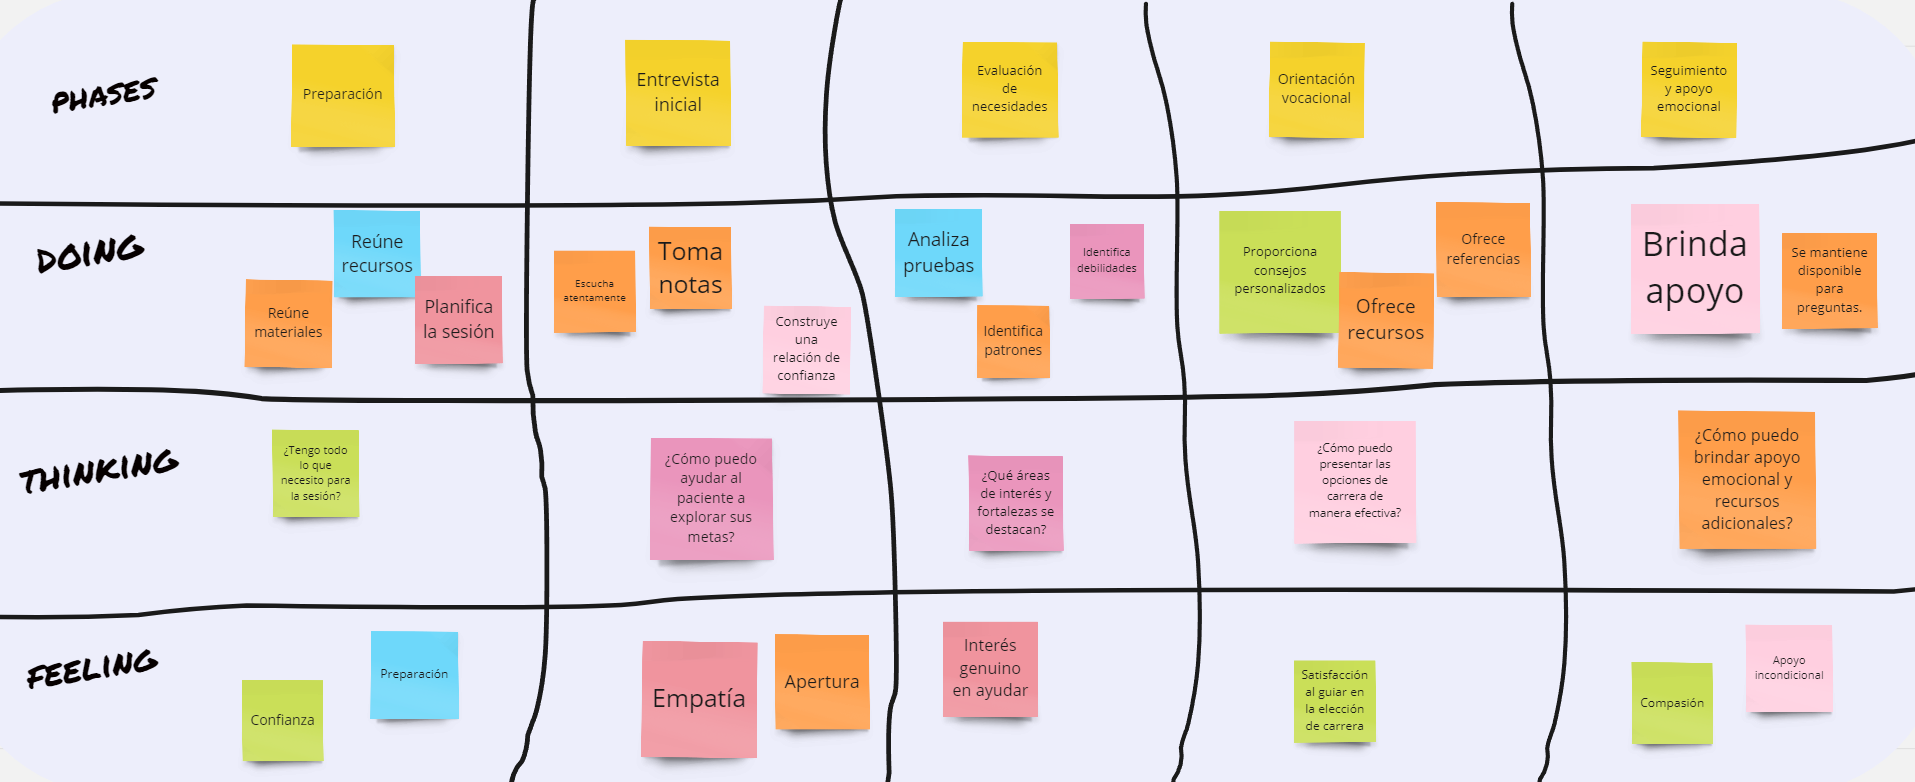 PHASES
Preparación
Entrevista
inicial
Evaluación
de
necesidades
Orientación
vocacional
Seguimiento
y apoyo
emocional
DOING
Reúne
materiales
Reúne
recursos
Planifica
la sesión
Escucha
atentamente
Toma
notas
Construye
una
relación de
confianza
Analiza
pruebas
Identifica
patrones
Identifica
debilidades
Proporciona
consejos
personalizados
Ofrece
recursos
Ofrece
referencias
Brinda
apoyo
Se mantiene
disponible
para
preguntas.
THINKING
¿Tengo todo
lo que
necesito para
la sesión?
¿Cómo puedo
ayudar al
paciente a
explorar sus
metas?
¿Qué áreas
de interés y
fortalezas se
destacan?
¿Cómo puedo
presentar las
opciones de
carrera de
manera efectiva?
¿Cómo puedo
brindar apoyo
emocional y
recursos
adicionales?
FEELING
Confianza
Preparación
Empatía
Apertura
Interés
genuino
en ayudar
Satisfacción
al guiar en
la elección
de carrera
Compasión
Apoyo
incondicional